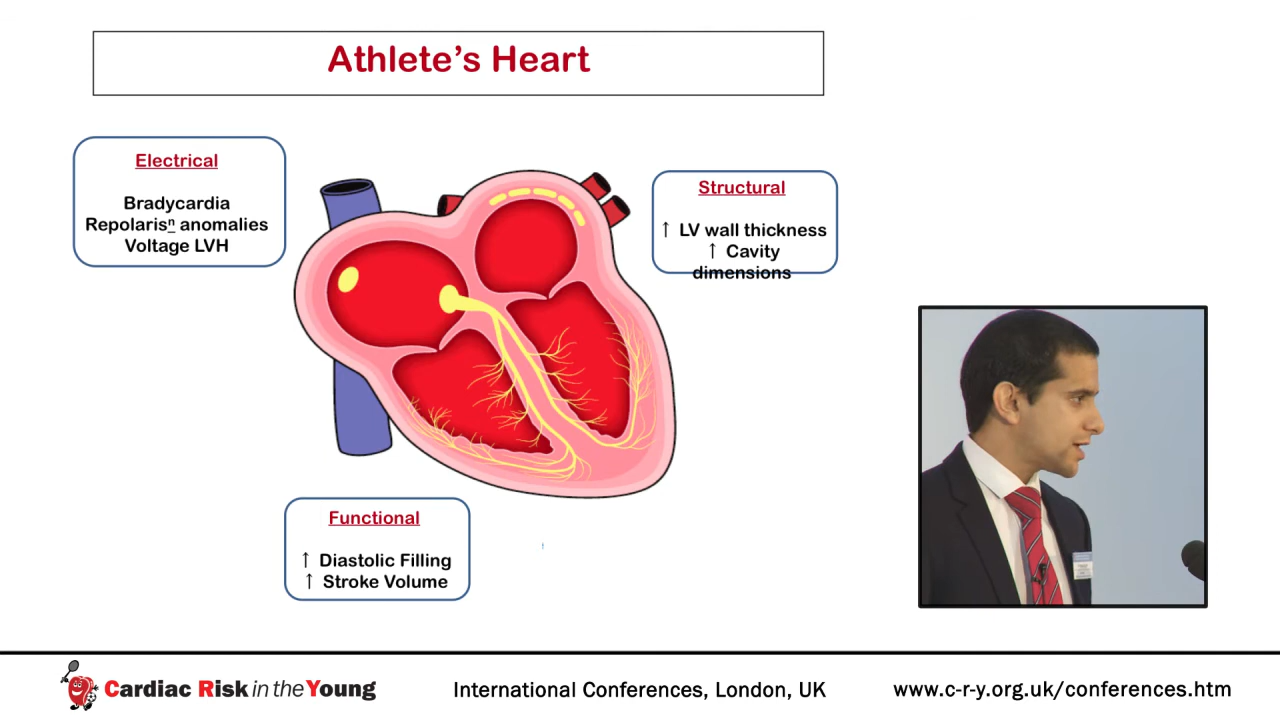 Athlete’s Heart
Electrical
Bradycardia
Repolarisⁿ anomalies
Voltage LVH
Structural
↑ LV wall thickness
↑ Cavity
dimensions
Functional
↑ Diastolic Filling
↑ Stroke Volume
Cardiac Risk in the Young
International Conferences, London, UK
www.c-r-y.org.uk/conferences.htm